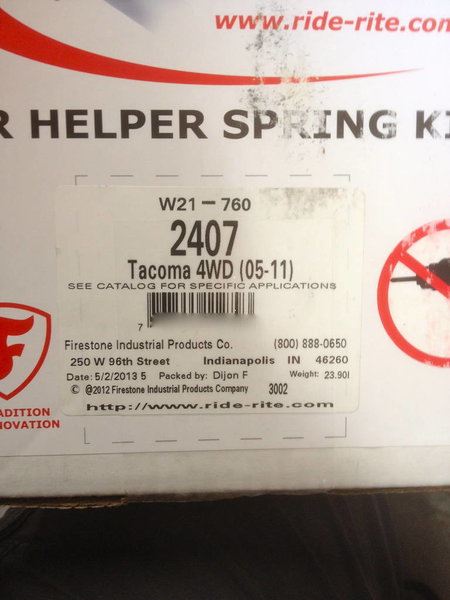 www.ride-rite.com
R HELPER SPRING KI
W21 - 760
2407
Tacoma 4WD (05-11)
SEE CATALOG FOR SPECIFIC APPLICATIONS
7
Firestone Industrial Products Co. (800) 888-0650
250 W 96th Street Indianapolis IN 46260
Date: 5/2/2013 5 Packed by: Dijon F Weight: 23.90l
© @2012 Firestone Industrial Products Company 3002
http://www.ride-rite.com
F
ADITION
NOVATION